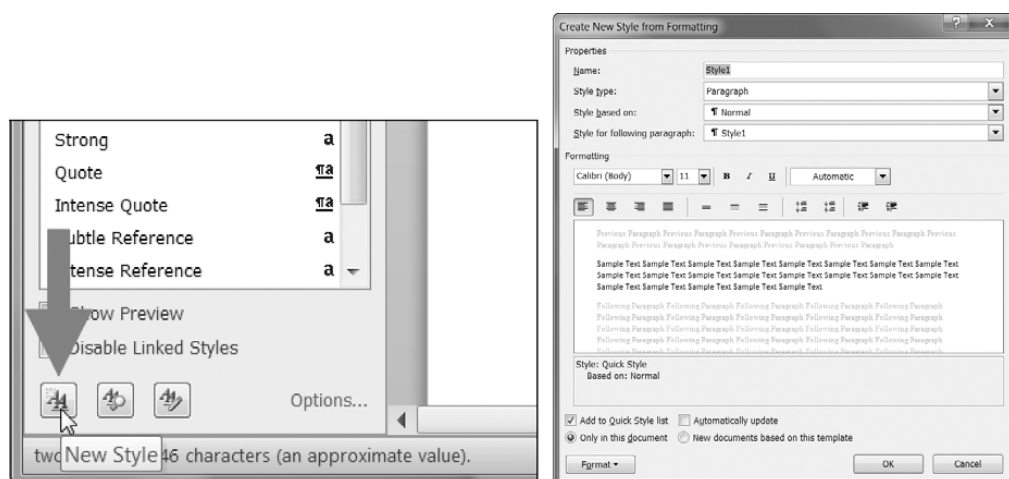 Strong a
Quote ¶a
Intense Quote ¶a
ubtle Reference a
tense Reference a
how Preview
Disable Linked Styles
Options...
New Style
two 46 characters (an approximate value).
Create New Style from Formatting
Properties
Name: Style1
Style type: Paragraph
Style based on: ¶ Normal
Style for following paragraph: ¶ Style1
Formatting
Calibri (Body) 11 B I U Automatic
Previous Paragraph Previous Paragraph Previous Paragraph Previous Paragraph Previous Paragraph Previous
Paragraph Previous Paragraph Previous Paragraph Previous Paragraph Previous Paragraph
Sample Text Sample Text Sample Text Sample Text Sample Text Sample Text Sample Text Sample Text
Sample Text Sample Text Sample Text Sample Text Sample Text Sample Text Sample Text Sample Text
Sample Text Sample Text Sample Text Sample Text Sample Text
Following Paragraph Following Paragraph Following Paragraph Following Paragraph Following Paragraph
Following Paragraph Following Paragraph Following Paragraph Following Paragraph Following Paragraph
Following Paragraph Following Paragraph Following Paragraph Following Paragraph Following Paragraph
Following Paragraph Following Paragraph Following Paragraph Following Paragraph Following Paragraph
Style: Quick Style
Based on: Normal
Add to Quick Style list Automatically update
Only in this document New documents based on this template
Format OK Cancel